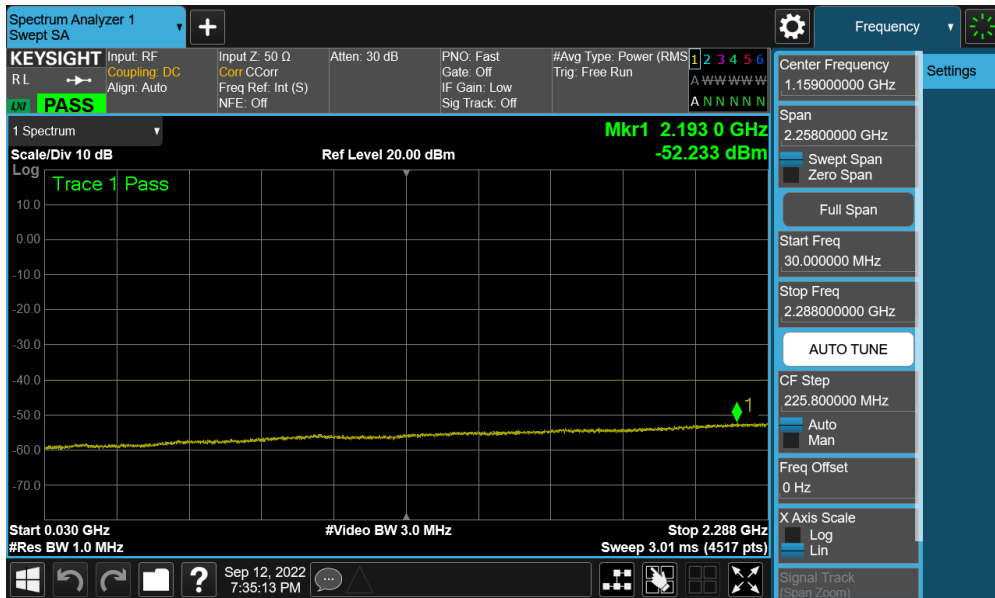 Spectrum Analyzer 1
Swept SA
+
Frequency
KEYSIGHT
RL
LXI
PASS
Input: RF
Coupling: DC
Align: Auto
Input Z: 50 Ω
Corr CCorr
Freq Ref: Int (S)
NFE: Off
Atten: 30 dB
PNO: Fast
Gate: Off
IF Gain: Low
Sig Track: Off
#Avg Type: Power (RMS
Trig: Free Run
1 2 3 4 5 6
A W W W W W
A N N N N N
1 Spectrum
Scale/Div 10 dB
Ref Level 20.00 dBm
Mkr1 2.193 0 GHz
-52.233 dBm
Log
Trace 1 Pass
10.0
0.00
-10.0
-20.0
-30.0
-40.0
-50.0
-60.0
-70.0
1
Start 0.030 GHz
#Res BW 1.0 MHz
#Video BW 3.0 MHz
Stop 2.288 GHz
Sweep 3.01 ms (4517 pts)
Center Frequency
1.159000000 GHz
Span
2.25800000 GHz
Swept Span
Zero Span
Full Span
Start Freq
30.000000 MHz
Stop Freq
2.288000000 GHz
AUTO TUNE
CF Step
225.800000 MHz
Auto
Man
Freq Offset
0 Hz
X Axis Scale
Log
Lin
Signal Track
(Span Zoom)
Settings
?
Sep 12, 2022
7:35:13 PM